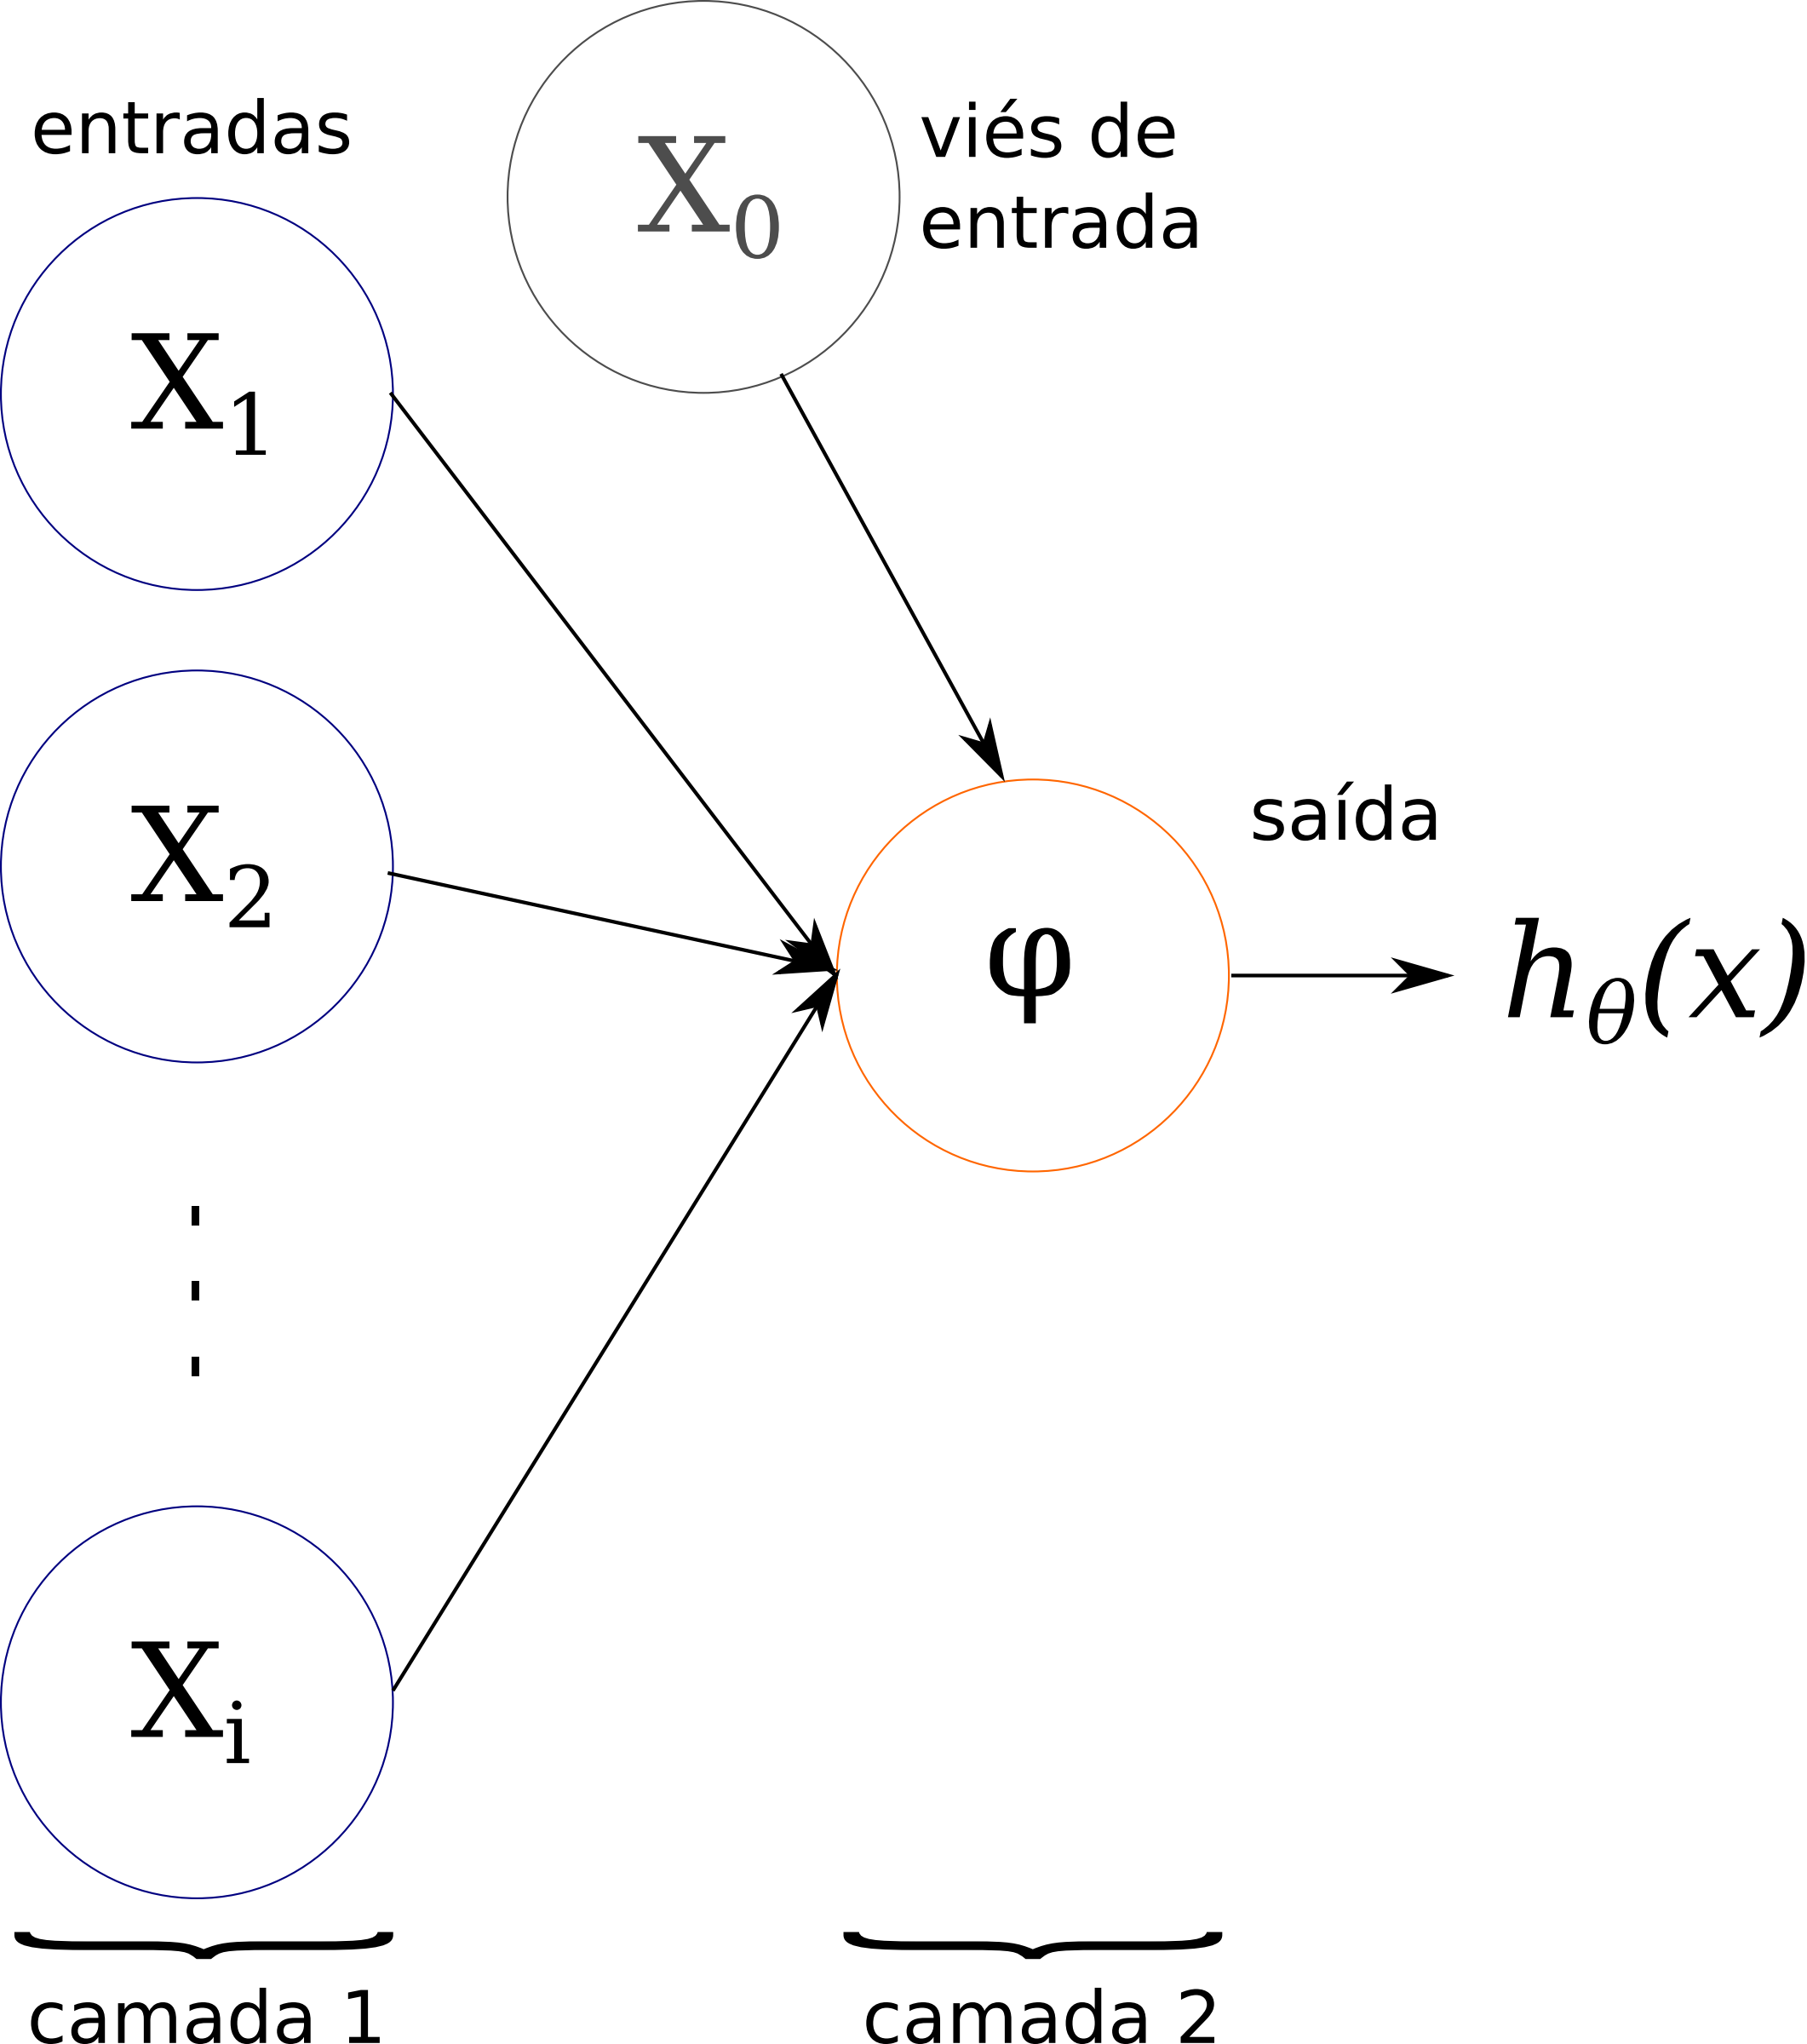 entradas
viés de
entrada
x₀
x₁
x₂
saída
φ
hθ(x)
xᵢ
camada 1
camada 2